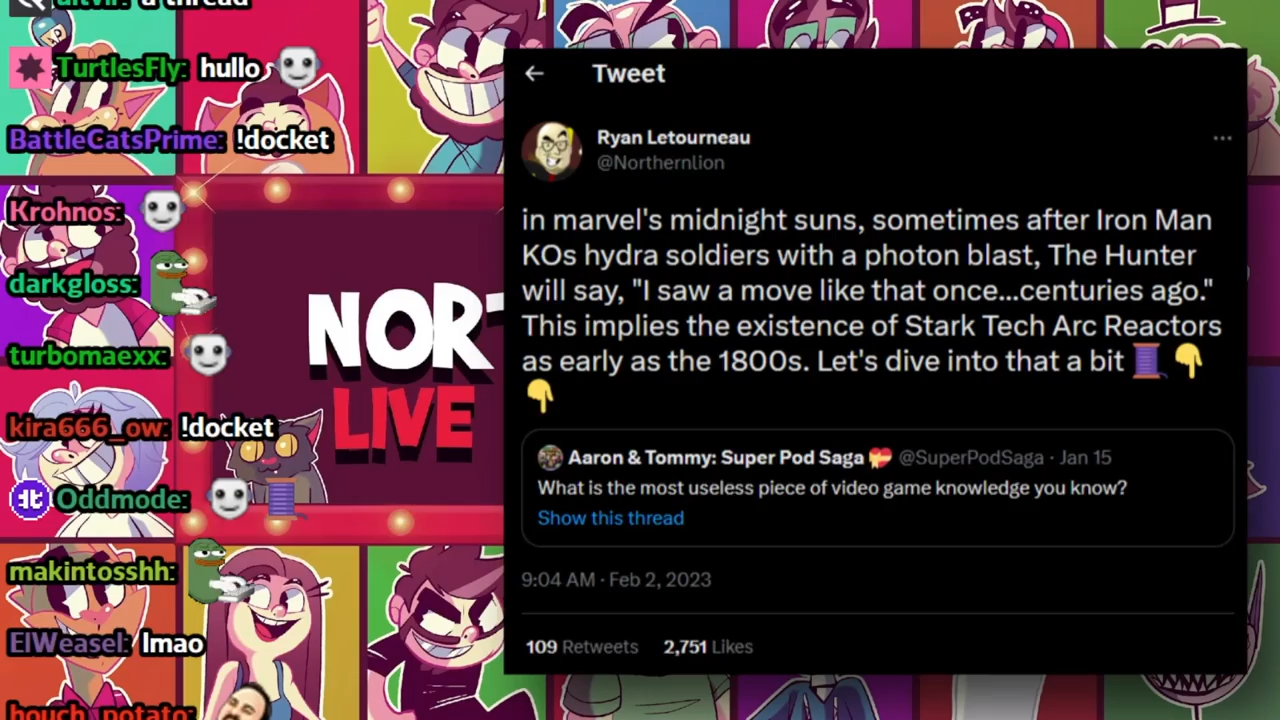 a thread
TurtlesFly: hullo
BattleCatsPrime: !docket
Krohnos:
darkgloss:
turbomaexx:
kira666_ow: !docket
Oddmode:
makintosshh:
ElWeasel: lmao
houch_potato:
NOR
LIVE
Tweet
Ryan Letourneau
@Northernlion
in marvel's midnight suns, sometimes after Iron Man
KOs hydra soldiers with a photon blast, The Hunter
will say, "I saw a move like that once...centuries ago."
This implies the existence of Stark Tech Arc Reactors
as early as the 1800s. Let's dive into that a bit 🧵 👇
👇
Aaron & Tommy: Super Pod Saga 💝 @SuperPodSaga · Jan 15
What is the most useless piece of video game knowledge you know?
Show this thread
9:04 AM · Feb 2, 2023
109 Retweets 2,751 Likes